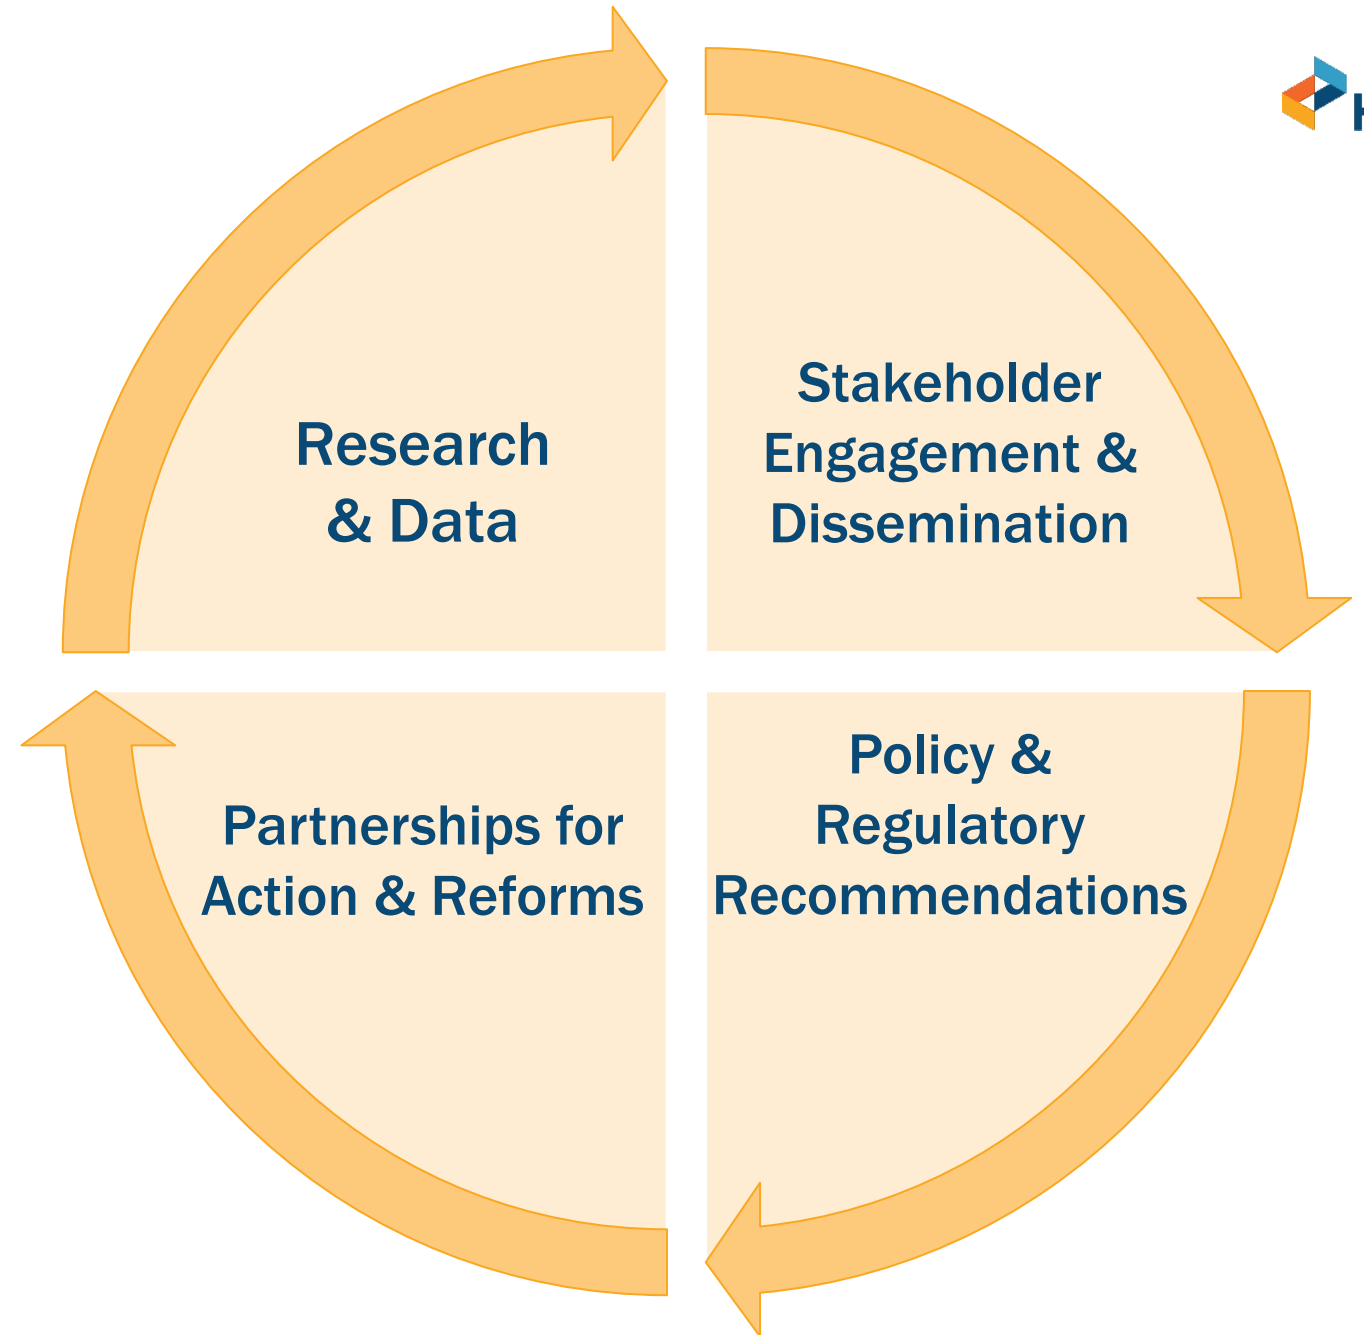 Research
& Data
Stakeholder
Engagement &
Dissemination
Policy &
Regulatory
Recommendations
Partnerships for
Action & Reforms